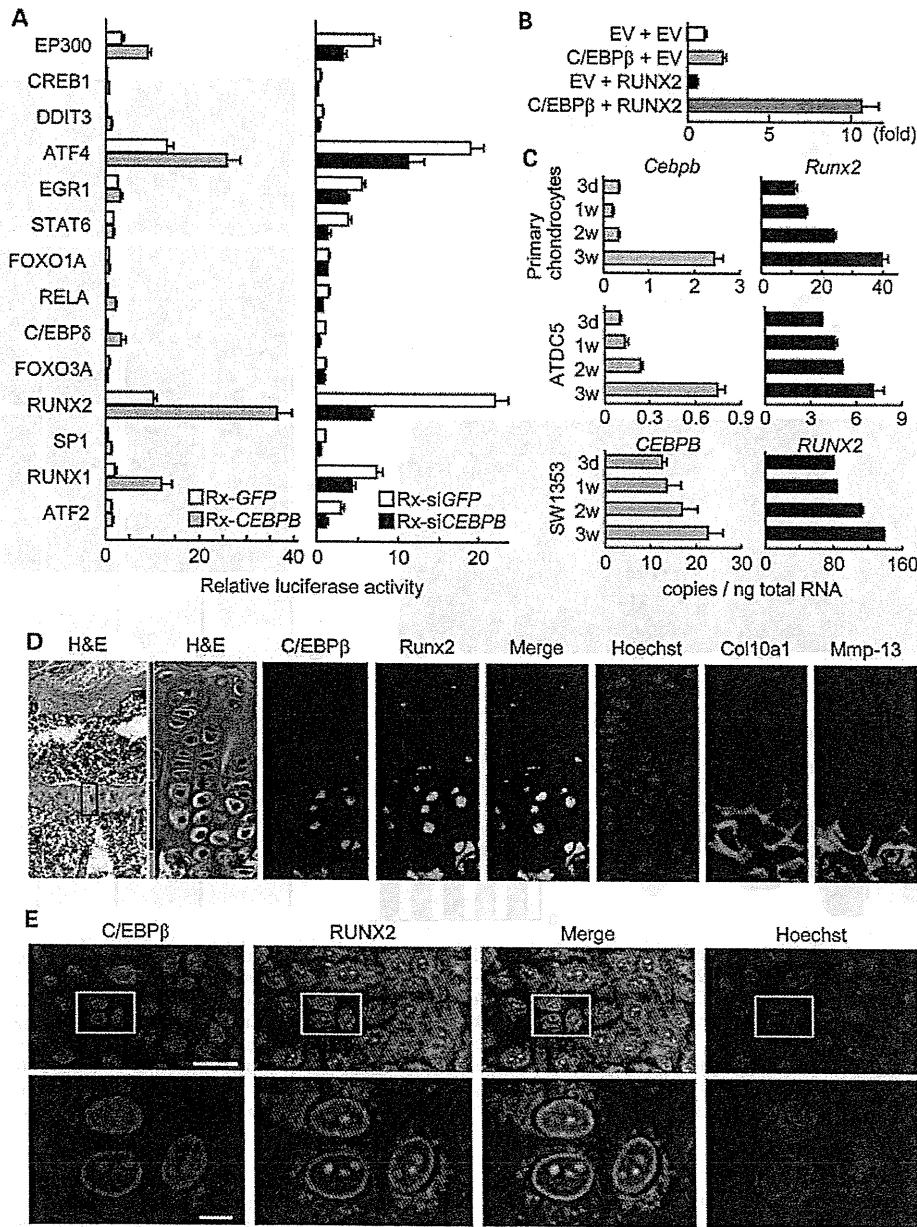 A
EP300
CREB1
DDIT3
ATF4
EGR1
STAT6
FOXO1A
RELA
C/EBPδ
FOXO3A
RUNX2
SP1
RUNX1
ATF2
Rx-GFP
Rx-CEBPB
0 20 40
Rx-siGFP
Rx-siCEBPB
0 10 20
Relative luciferase activity
B
EV + EV
C/EBPβ + EV
EV + RUNX2
C/EBPβ + RUNX2
0 5 10 (fold)
C
Cebpb Runx2
Primary chondrocytes
3d
1w
2w
3w
0 1 2 3 0 20 40
ATDC5
3d
1w
2w
3w
0 0.3 0.6 0.9 0 3 6 9
CEBPB RUNX2
SW1353
3d
1w
2w
3w
0 10 20 30 0 60 120
copies / ng total RNA
D
H&E H&E C/EBPβ Runx2 Merge Hoechst Col10a1 Mmp-13
E
C/EBPβ RUNX2 Merge Hoechst